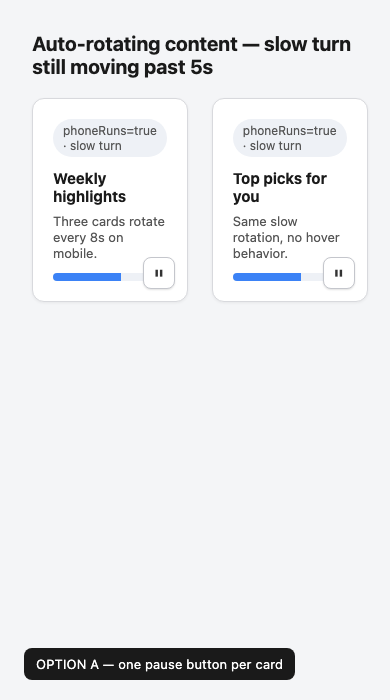 Auto-rotating content — slow turn
still moving past 5s
phoneRuns=true
· slow turn
Weekly
highlights
Three cards rotate
every 8s on
mobile.
phoneRuns=true
· slow turn
Top picks for
you
Same slow
rotation, no hover
behavior.
OPTION A — one pause button per card